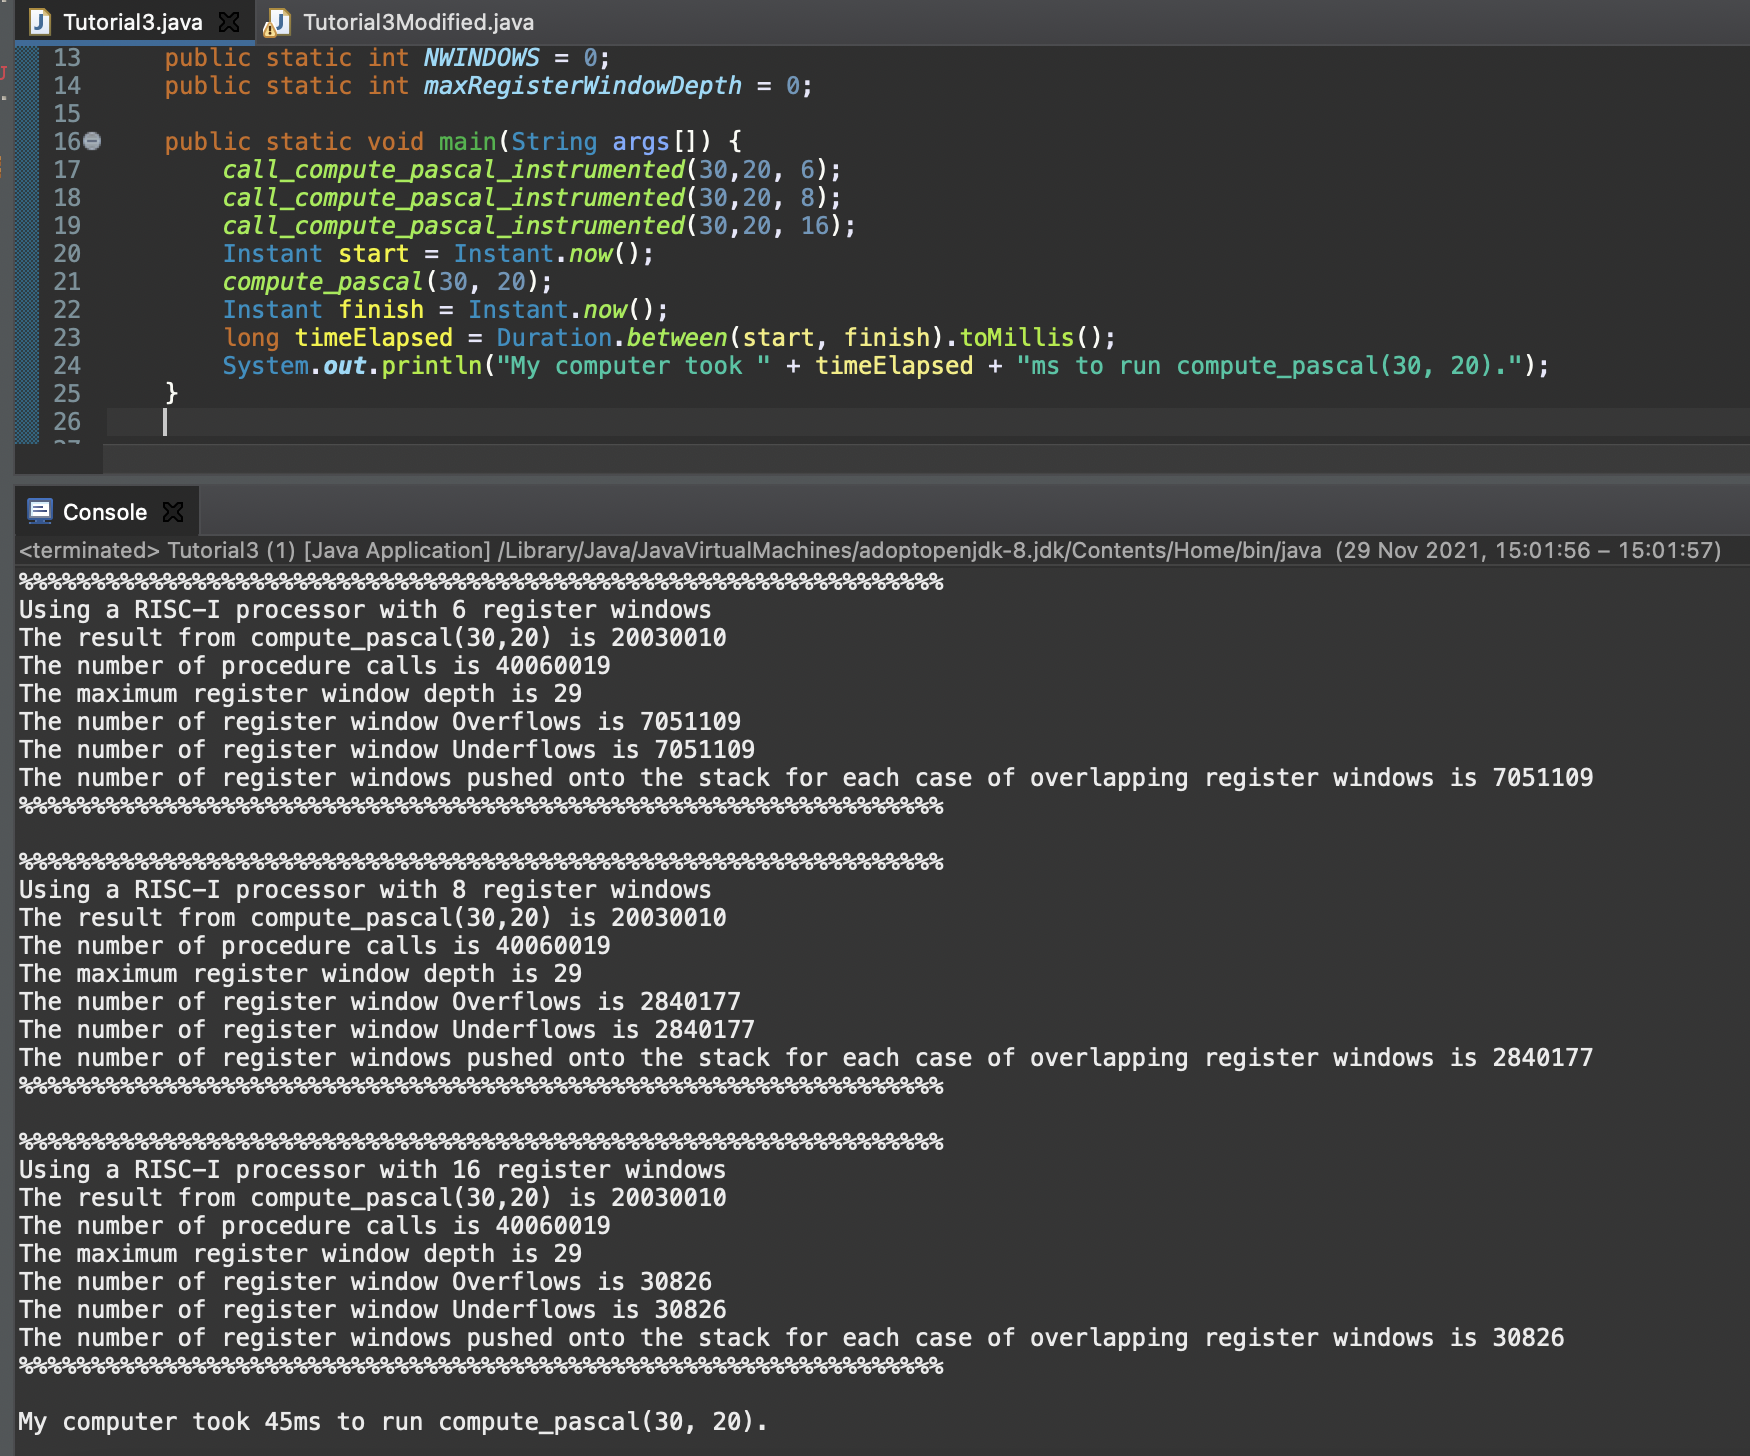 Tutorial3.java Tutorial3Modified.java
13 public static int NWINDOWS = 0;
14 public static int maxRegisterWindowDepth = 0;
15
16 public static void main(String args[]) {
17 call_compute_pascal_instrumented(30,20, 6);
18 call_compute_pascal_instrumented(30,20, 8);
19 call_compute_pascal_instrumented(30,20, 16);
20 Instant start = Instant.now();
21 compute_pascal(30, 20);
22 Instant finish = Instant.now();
23 long timeElapsed = Duration.between(start, finish).toMillis();
24 System.out.println("My computer took " + timeElapsed + "ms to run compute_pascal(30, 20).");
25 }
26
Console
<terminated> Tutorial3 (1) [Java Application] /Library/Java/JavaVirtualMachines/adoptopenjdk-8.jdk/Contents/Home/bin/java (29 Nov 2021, 15:01:56 – 15:01:57)
%%%%%%%%%%%%%%%%%%%%%%%%%%%%%%%%%%%%%%%%%%%%%%%%%%%%%%%%%%%%%%%%
Using a RISC-I processor with 6 register windows
The result from compute_pascal(30,20) is 20030010
The number of procedure calls is 40060019
The maximum register window depth is 29
The number of register window Overflows is 7051109
The number of register window Underflows is 7051109
The number of register windows pushed onto the stack for each case of overlapping register windows is 7051109
%%%%%%%%%%%%%%%%%%%%%%%%%%%%%%%%%%%%%%%%%%%%%%%%%%%%%%%%%%%%%%%%
%%%%%%%%%%%%%%%%%%%%%%%%%%%%%%%%%%%%%%%%%%%%%%%%%%%%%%%%%%%%%%%%
Using a RISC-I processor with 8 register windows
The result from compute_pascal(30,20) is 20030010
The number of procedure calls is 40060019
The maximum register window depth is 29
The number of register window Overflows is 2840177
The number of register window Underflows is 2840177
The number of register windows pushed onto the stack for each case of overlapping register windows is 2840177
%%%%%%%%%%%%%%%%%%%%%%%%%%%%%%%%%%%%%%%%%%%%%%%%%%%%%%%%%%%%%%%%
%%%%%%%%%%%%%%%%%%%%%%%%%%%%%%%%%%%%%%%%%%%%%%%%%%%%%%%%%%%%%%%%
Using a RISC-I processor with 16 register windows
The result from compute_pascal(30,20) is 20030010
The number of procedure calls is 40060019
The maximum register window depth is 29
The number of register window Overflows is 30826
The number of register window Underflows is 30826
The number of register windows pushed onto the stack for each case of overlapping register windows is 30826
%%%%%%%%%%%%%%%%%%%%%%%%%%%%%%%%%%%%%%%%%%%%%%%%%%%%%%%%%%%%%%%%
My computer took 45ms to run compute_pascal(30, 20).